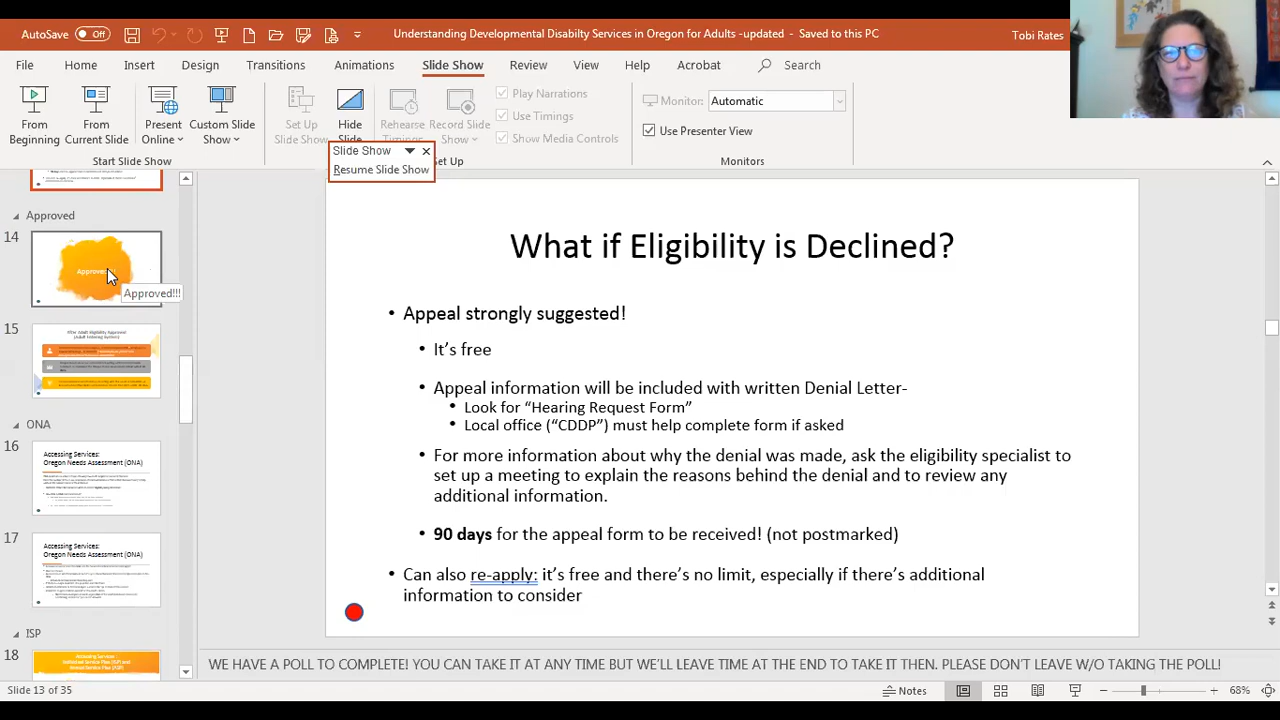 AutoSave Off Understanding Developmental Disabilty Services in Oregon for Adults -updated - Saved to this PC Tobi Rates
File Home Insert Design Transitions Animations Slide Show Review View Help Acrobat Search
From Beginning
From Current Slide
Present Online
Custom Slide Show
Set Up Slide Show
Hide Slide
Rehearse Timings
Record Slide Show
Play Narrations
Use Timings
Show Media Controls
Monitor: Automatic
Use Presenter View
Start Slide Show
Set Up
Monitors
Slide Show
Resume Slide Show
Approved
14
Approved!!!
15
After Adult Eligibility Approval
ONA
16
Accessing Services:
Oregon Needs Assessment (ONA)
17
Accessing Services:
Oregon Needs Assessment (ONA)
ISP
18
Accessing Services:
What if Eligibility is Declined?
• Appeal strongly suggested!
• It's free
• Appeal information will be included with written Denial Letter-
• Look for "Hearing Request Form"
• Local office ("CDDP") must help complete form if asked
• For more information about why the denial was made, ask the eligibility specialist to
set up a meeting to explain the reasons behind the denial and to review any
additional information.
• 90 days for the appeal form to be received! (not postmarked)
• Can also re-apply: it's free and there's no limit, especially if there's additional
information to consider
WE HAVE A POLL TO COMPLETE! YOU CAN TAKE IT AT ANY TIME BUT WE'LL LEAVE TIME AT THE END TO TAKE IT THEN. PLEASE DON'T LEAVE W/O TAKING THE POLL!
Slide 13 of 35
Notes
68%